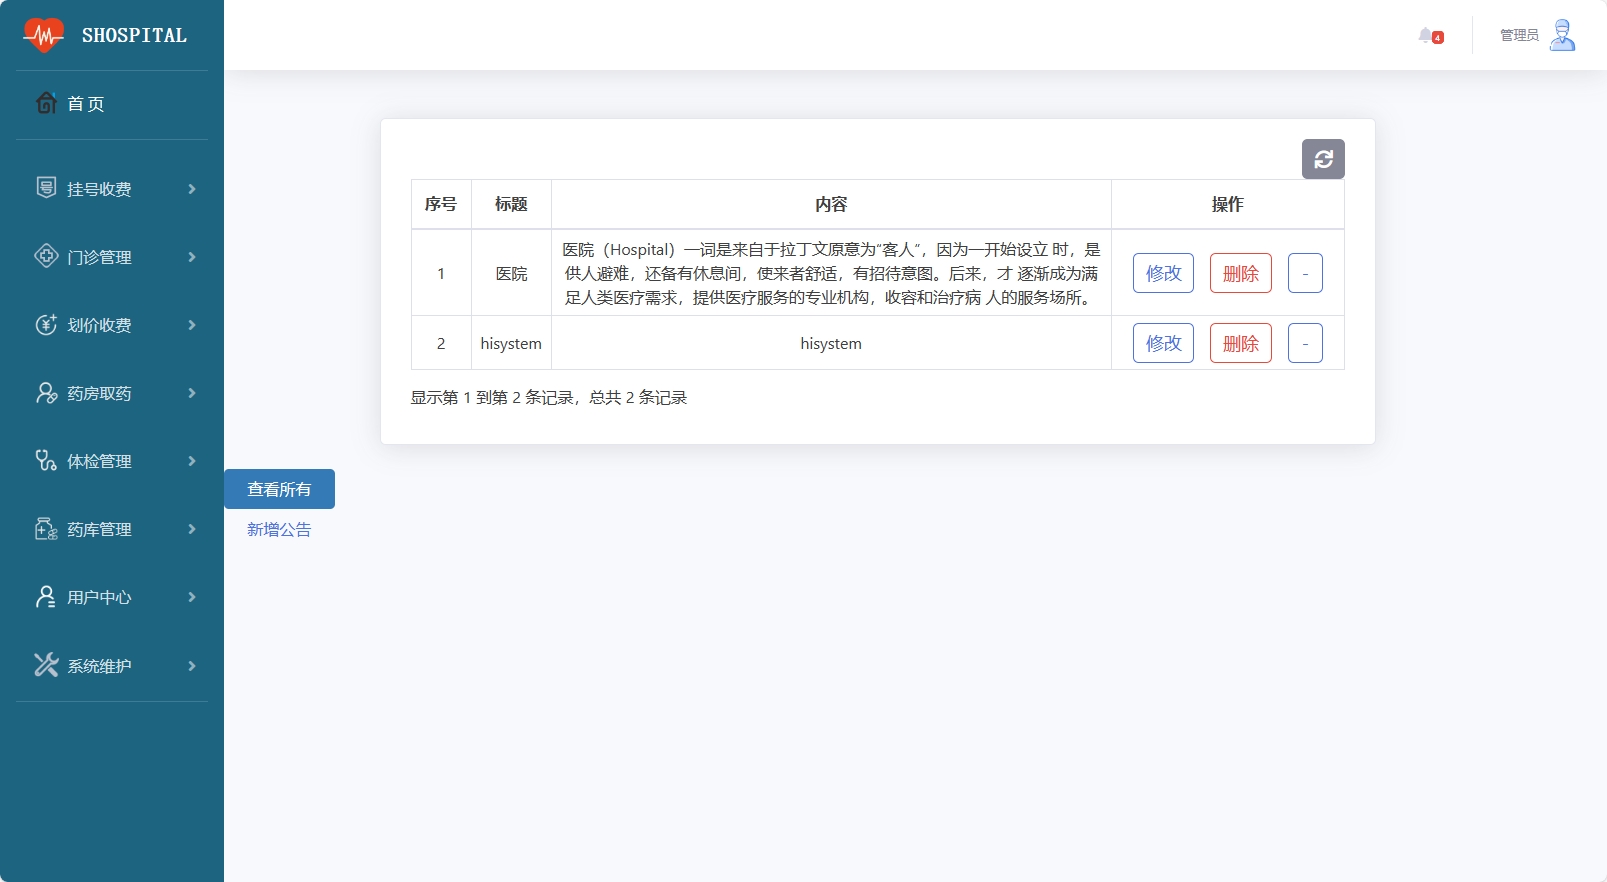 SHOSPITAL
4
管理员
首 页
挂号收费
门诊管理
划价收费
药房取药
体检管理
药库管理
用户中心
系统维护
序号 标题 内容 操作
1 医院 医院（Hospital）一词是来自于拉丁文原意为“客人”，因为一开始设立 时，是
供人避难，还备有休息间，使来者舒适，有招待意图。后来，才 逐渐成为满
足人类医疗需求，提供医疗服务的专业机构，收容和治疗病 人的服务场所。
修改 删除 -
2 hisystem hisystem 修改 删除 -
显示第 1 到第 2 条记录，总共 2 条记录
查看所有
新增公告